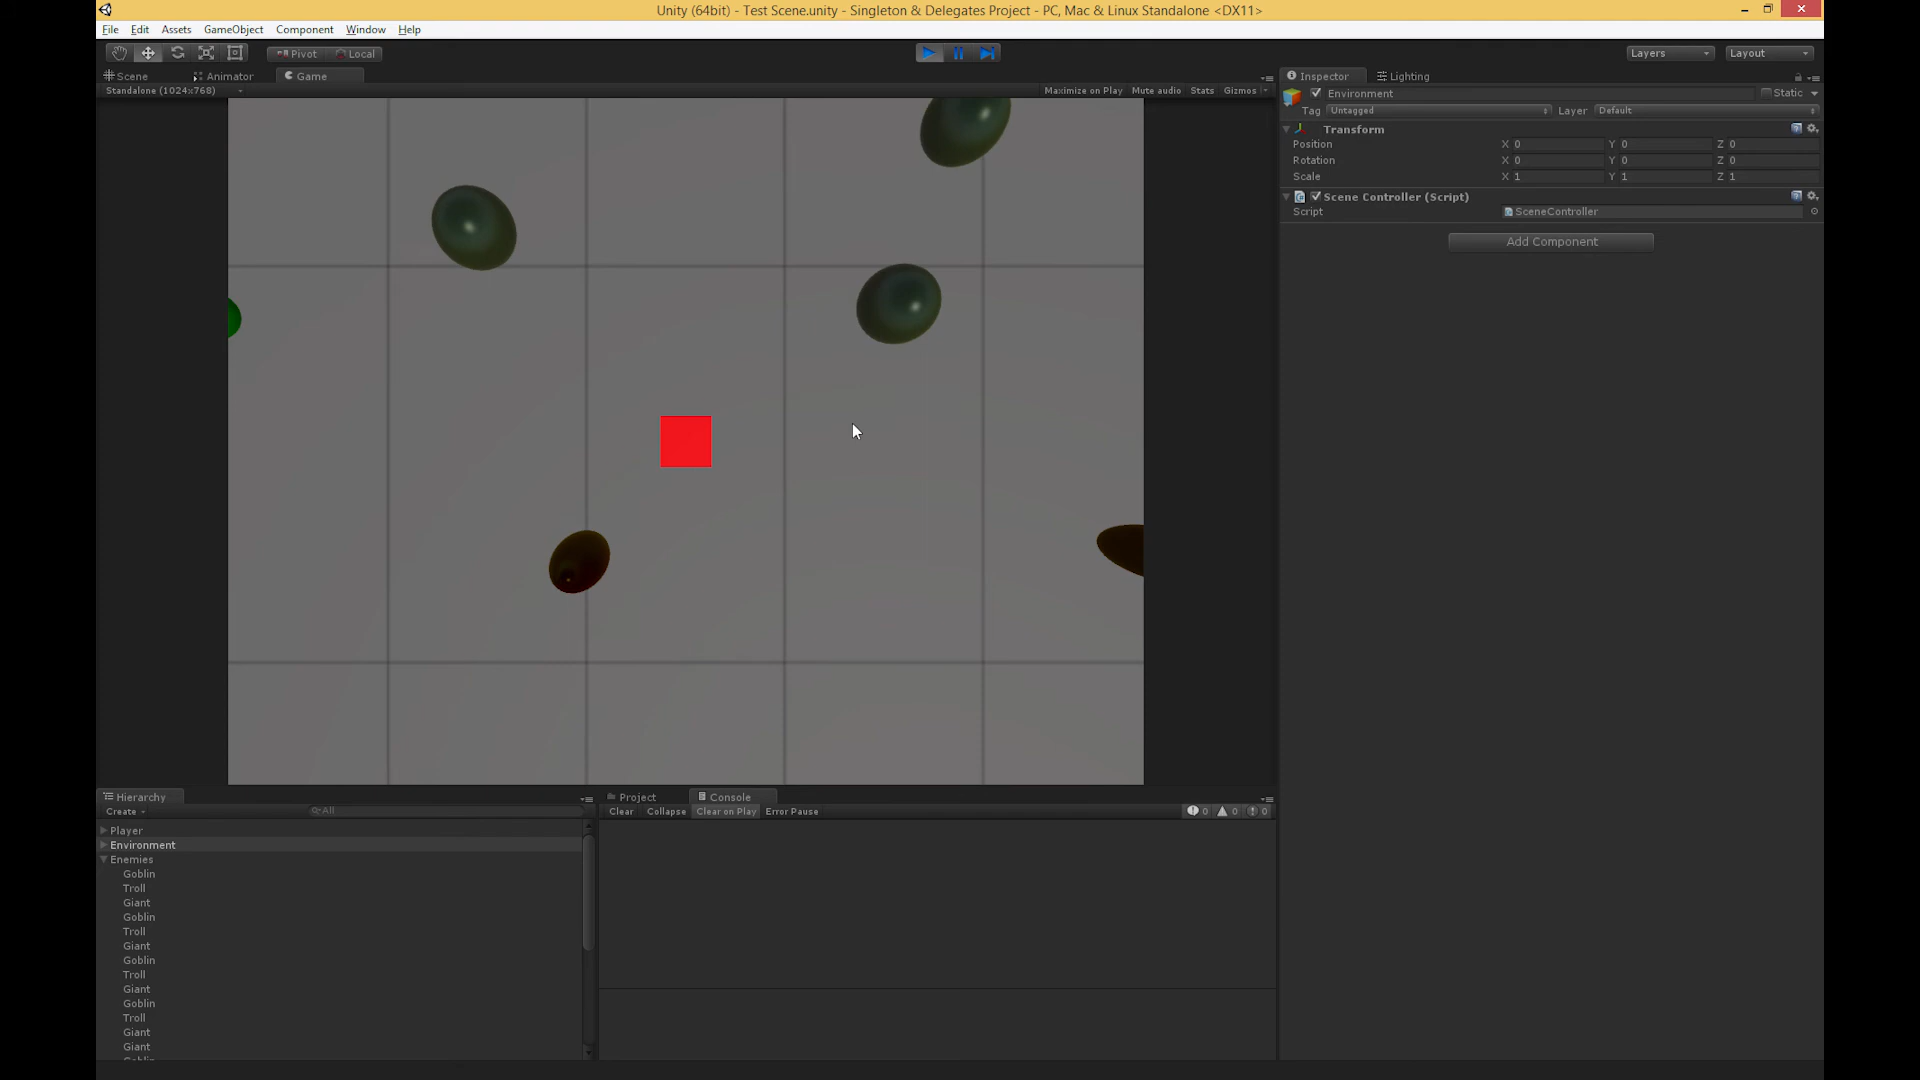 Unity (64bit) - Test Scene.unity - Singleton & Delegates Project - PC, Mac & Linux Standalone <DX11>
File Edit Assets GameObject Component Window Help
Pivot Local Layers Layout
Scene Animator Game Inspector Lighting
Standalone (1024x768) Maximize on Play Mute audio Stats Gizmos
Environment Static
Tag Untagged Layer Default
Transform
Position X 0 Y 0 Z 0
Rotation X 0 Y 0 Z 0
Scale X 1 Y 1 Z 1
Scene Controller (Script)
Script SceneController
Add Component
Hierarchy Project Console
Create All Clear Collapse Clear on Play Error Pause 0 0 0
Player
Environment
Enemies
Goblin
Troll
Giant
Goblin
Troll
Giant
Goblin
Troll
Giant
Goblin
Troll
Giant
Giant